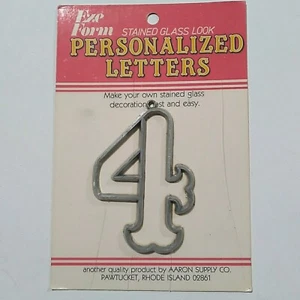 Eze Form
STAINED GLASS LOOK
PERSONALIZED
LETTERS
Make your own stained glass
decoration fast and easy.
4
another quality product by AARON SUPPLY CO.
PAWTUCKET, RHODE ISLAND 02861